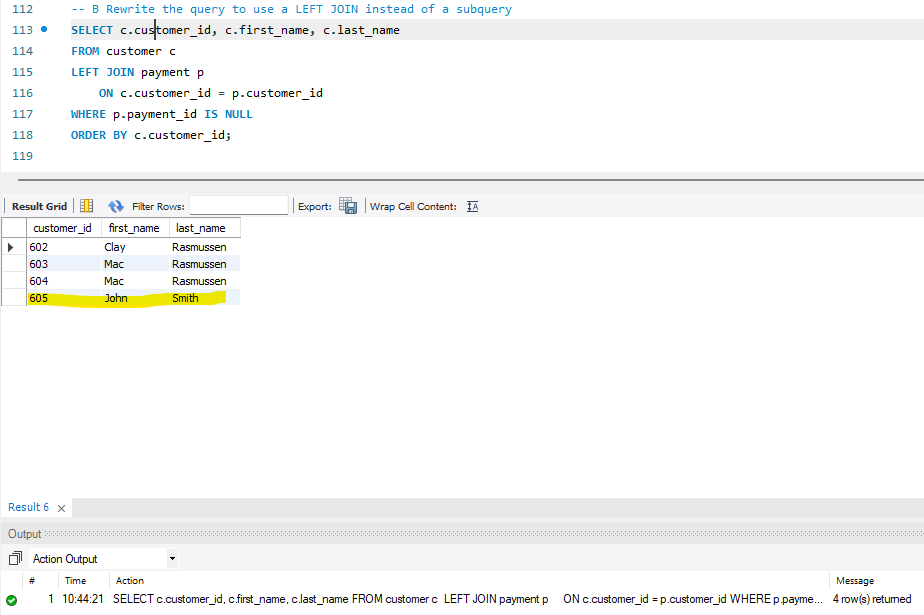 112 -- B Rewrite the query to use a LEFT JOIN instead of a subquery
113 SELECT c.customer_id, c.first_name, c.last_name
114 FROM customer c
115 LEFT JOIN payment p
116 ON c.customer_id = p.customer_id
117 WHERE p.payment_id IS NULL
118 ORDER BY c.customer_id;
119
Result Grid Filter Rows: Export: Wrap Cell Content: IA
customer_id first_name last_name
602 Clay Rasmussen
603 Mac Rasmussen
604 Mac Rasmussen
605 John Smith
Result 6
Output
Action Output
# Time Action Message
1 10:44:21 SELECT c.customer_id, c.first_name, c.last_name FROM customer c LEFT JOIN payment p ON c.customer_id = p.customer_id WHERE p.payme... 4 row(s) returned